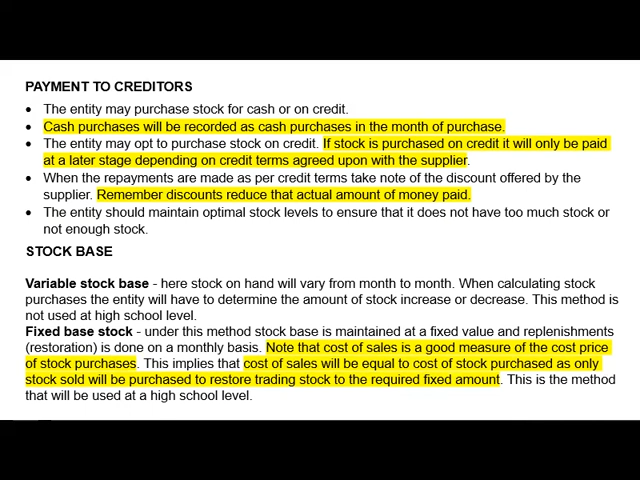 PAYMENT TO CREDITORS
• The entity may purchase stock for cash or on credit.
• Cash purchases will be recorded as cash purchases in the month of purchase.
• The entity may opt to purchase stock on credit. If stock is purchased on credit it will only be paid
at a later stage depending on credit terms agreed upon with the supplier.
• When the repayments are made as per credit terms take note of the discount offered by the
supplier. Remember discounts reduce that actual amount of money paid.
• The entity should maintain optimal stock levels to ensure that it does not have too much stock or
not enough stock.
STOCK BASE
Variable stock base - here stock on hand will vary from month to month. When calculating stock
purchases the entity will have to determine the amount of stock increase or decrease. This method is
not used at high school level.
Fixed base stock - under this method stock base is maintained at a fixed value and replenishments
(restoration) is done on a monthly basis. Note that cost of sales is a good measure of the cost price
of stock purchases. This implies that cost of sales will be equal to cost of stock purchased as only
stock sold will be purchased to restore trading stock to the required fixed amount. This is the method
that will be used at a high school level.